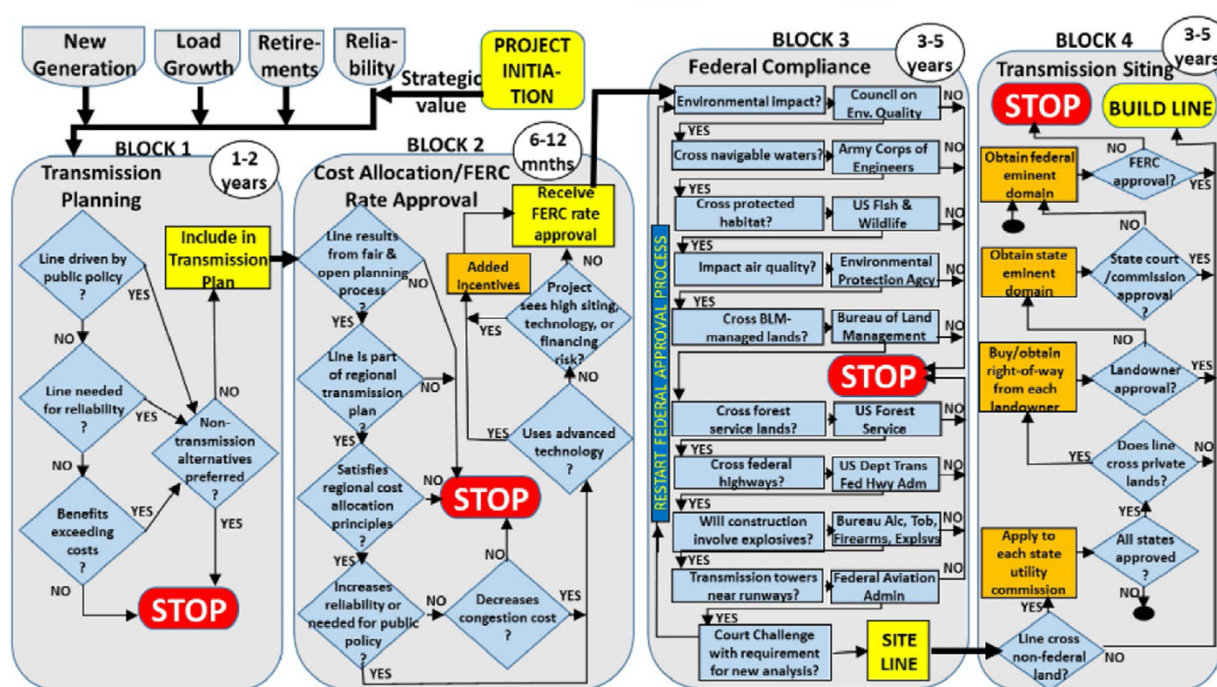 New
Generation
Load
Growth
Retire-
ments
Relia-
bility
PROJECT
INITIA-
TION
Strategic
value
BLOCK 1
1-2
years
Transmission
Planning
Line driven by
public policy
?
YES
NO
Line needed
for reliability
?
YES
NO
Benefits
exceeding
costs?
YES
NO
Include in
Transmission
Plan
NO
Non-
transmission
alternatives
preferred
?
YES
STOP
BLOCK 2
6-12
mnths
Cost Allocation/FERC
Rate Approval
Line results
from fair &
open planning
process
?
NO
YES
Line is part
of regional
transmission
plan
?
NO
YES
Satisfies
regional cost
allocation
principles
?
NO
YES
Increases
reliability or
needed for public
policy
?
NO
YES
Decreases
congestion cost
?
NO
YES
STOP
Receive
FERC rate
approval
Added
Incentives
NO
Project
sees high siting,
technology, or
financing
risk?
YES
NO
Uses advanced
technology
?
YES
BLOCK 3
3-5
years
Federal Compliance
RESTART FEDERAL APPROVAL PROCESS
Environmental impact?
Council on
Env. Quality
NO
YES
Cross navigable waters?
Army Corps of
Engineers
NO
YES
Cross protected
habitat?
US Fish &
Wildlife
NO
YES
Impact air quality?
Environmental
Protection Agcy
NO
YES
Cross BLM-
managed lands?
Bureau of Land
Management
NO
STOP
YES
Cross forest
service lands?
US Forest
Service
NO
YES
Cross federal
highways?
US Dept Trans
Fed Hwy Adm
NO
YES
Will construction
involve explosives?
Bureau Alc, Tob,
Firearms, Explsvs
NO
YES
Transmission towers
near runways?
Federal Aviation
Admin
NO
YES
Court Challenge
with requirement
for new analysis?
SITE
LINE
BLOCK 4
3-5
years
Transmission Siting
STOP
BUILD LINE
Obtain federal
eminent
domain
NO
FERC
approval?
YES
Obtain state
eminent
domain
NO
State court
/commission
approval
?
YES
Buy/obtain
right-of-way
from each
landowner
NO
Landowner
approval?
YES
YES
Does line
cross private
lands?
NO
Apply to
each state
utility
commission
YES
All states
approved
?
NO
YES
Line cross
non-federal
land?
NO